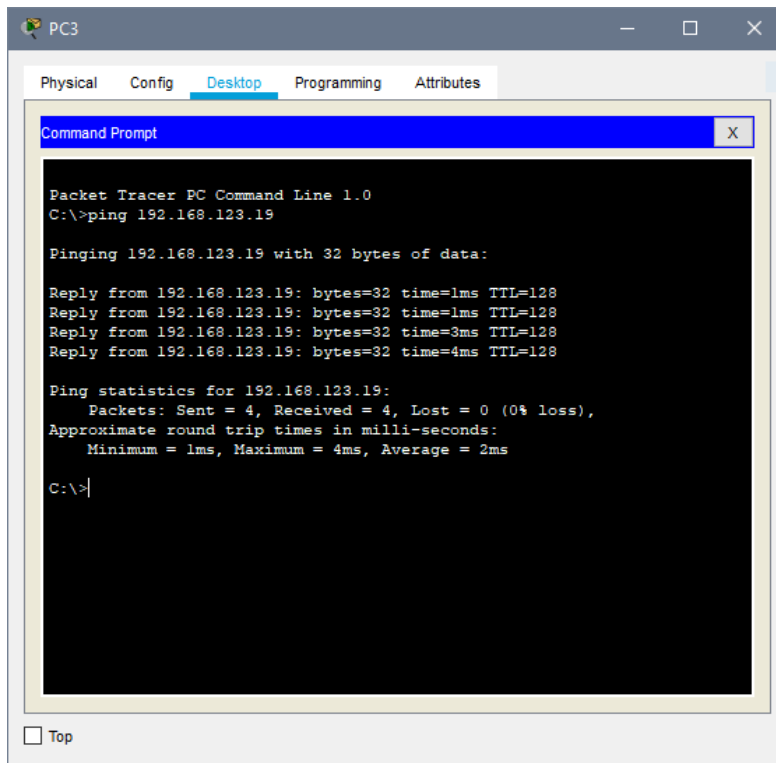 PC3
Physical Config Desktop Programming Attributes
Command Prompt
X
Packet Tracer PC Command Line 1.0
C:\>ping 192.168.123.19
Pinging 192.168.123.19 with 32 bytes of data:
Reply from 192.168.123.19: bytes=32 time=1ms TTL=128
Reply from 192.168.123.19: bytes=32 time=1ms TTL=128
Reply from 192.168.123.19: bytes=32 time=3ms TTL=128
Reply from 192.168.123.19: bytes=32 time=4ms TTL=128
Ping statistics for 192.168.123.19:
Packets: Sent = 4, Received = 4, Lost = 0 (0% loss),
Approximate round trip times in milli-seconds:
Minimum = 1ms, Maximum = 4ms, Average = 2ms
C:\>
Top